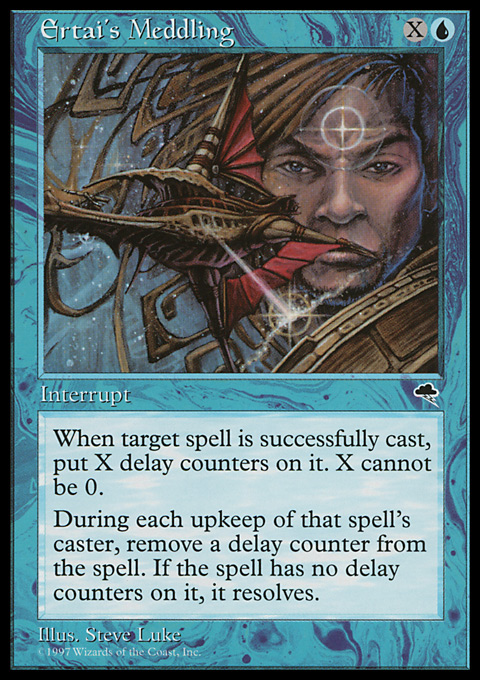 Ertai's Meddling
X
Interrupt
When target spell is successfully cast,
put X delay counters on it. X cannot
be 0.
During each upkeep of that spell's
caster, remove a delay counter from
the spell. If the spell has no delay
counters on it, it resolves.
Illus. Steve Luke
©1997 Wizards of the Coast, Inc.